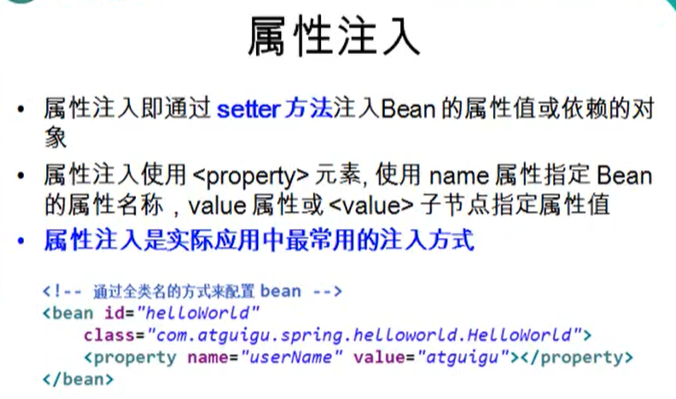 属性注入
• 属性注入即通过 setter 方法注入Bean 的属性值或依赖的对
象
• 属性注入使用 <property> 元素, 使用 name 属性指定 Bean
的属性名称，value 属性或 <value> 子节点指定属性值
• 属性注入是实际应用中最常用的注入方式
<!-- 通过全类名的方式来配置 bean -->
<bean id="helloWorld"
class="com.atguigu.spring.helloworld.HelloWorld">
<property name="userName" value="atguigu"></property>
</bean>